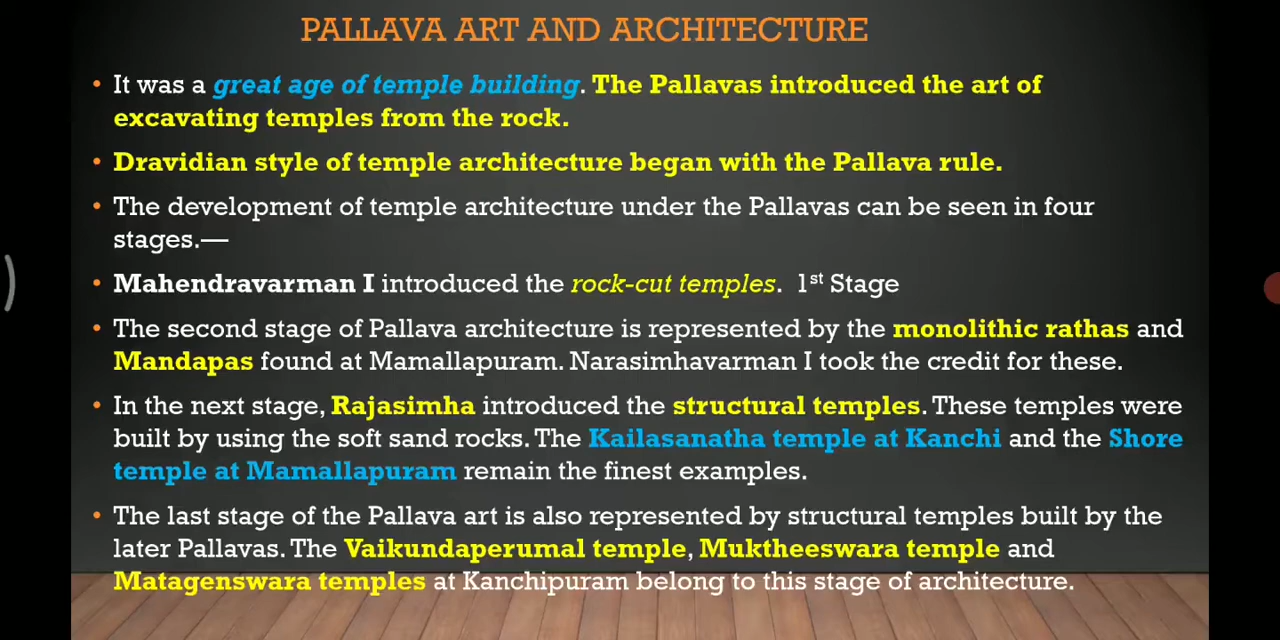 PALLAVA ART AND ARCHITECTURE
• It was a great age of temple building. The Pallavas introduced the art of
excavating temples from the rock.
• Dravidian style of temple architecture began with the Pallava rule.
• The development of temple architecture under the Pallavas can be seen in four
stages.—
• Mahendravarman I introduced the rock-cut temples. 1st Stage
• The second stage of Pallava architecture is represented by the monolithic rathas and
Mandapas found at Mamallapuram. Narasimhavarman I took the credit for these.
• In the next stage, Rajasimha introduced the structural temples. These temples were
built by using the soft sand rocks. The Kailasanatha temple at Kanchi and the Shore
temple at Mamallapuram remain the finest examples.
• The last stage of the Pallava art is also represented by structural temples built by the
later Pallavas. The Vaikundaperumal temple, Muktheeswara temple and
Matagenswara temples at Kanchipuram belong to this stage of architecture.